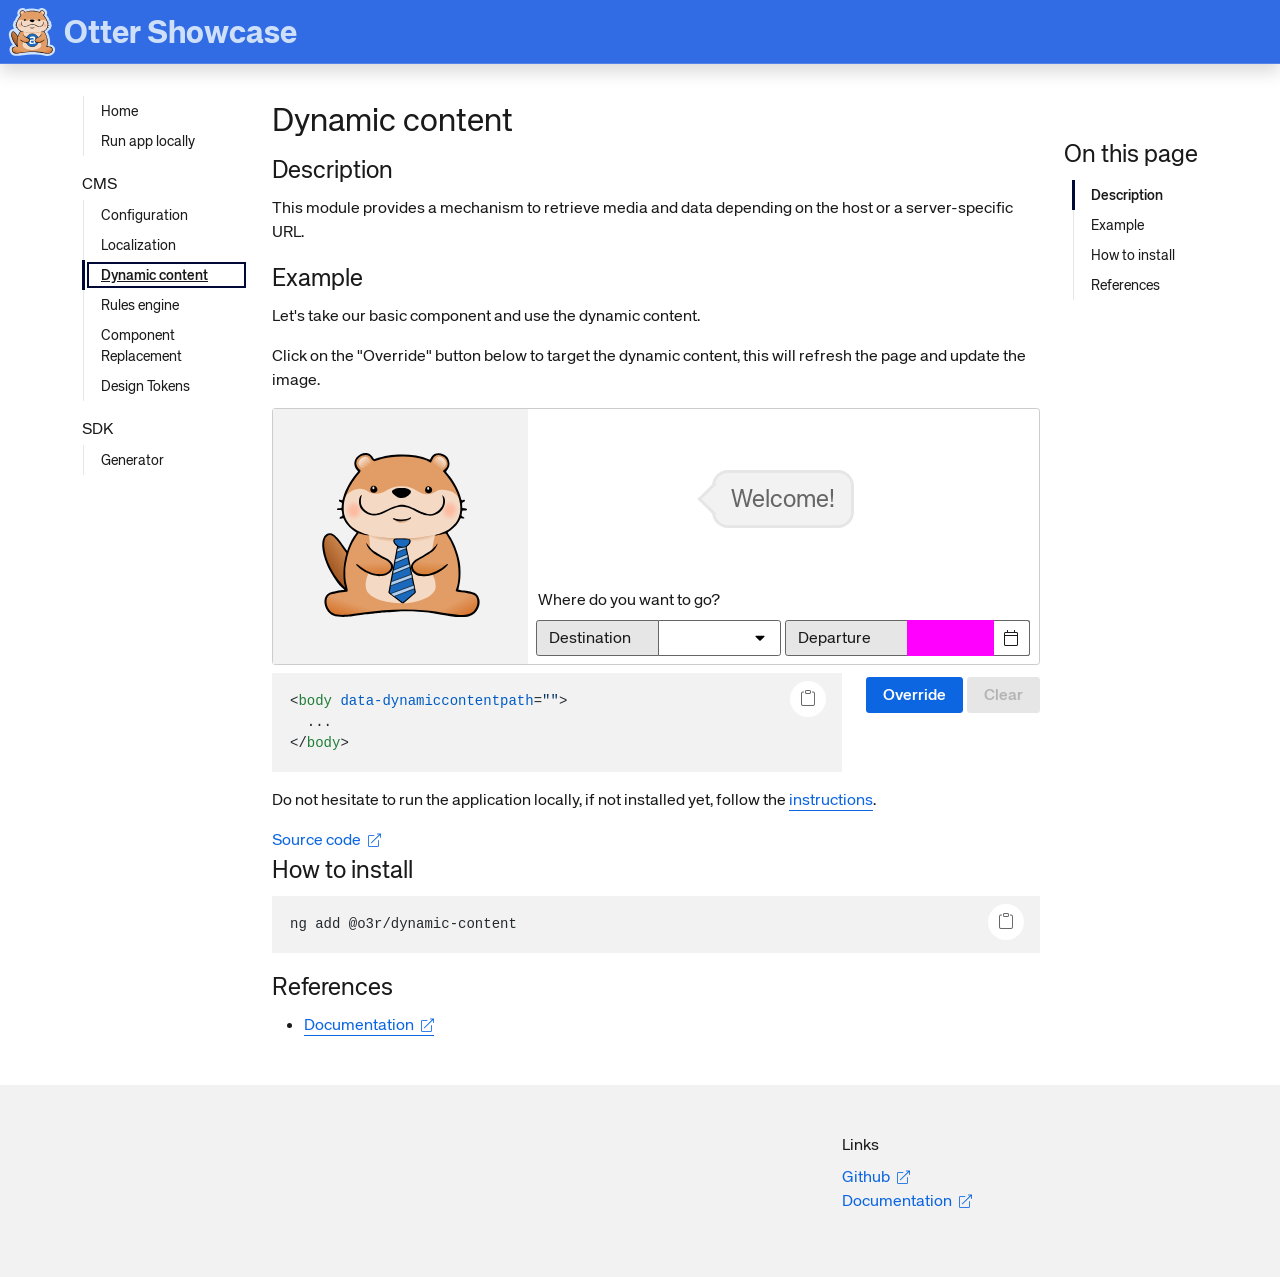 Otter Showcase
Home
Run app locally
CMS
Configuration
Localization
Dynamic content
Rules engine
Component
Replacement
Design Tokens
SDK
Generator
Dynamic content
Description
This module provides a mechanism to retrieve media and data depending on the host or a server-specific
URL.
Example
Let's take our basic component and use the dynamic content.
Click on the "Override" button below to target the dynamic content, this will refresh the page and update the
image.
Welcome!
Where do you want to go?
Destination
Departure
<body data-dynamiccontentpath="">
  ...
</body>
Override
Clear
Do not hesitate to run the application locally, if not installed yet, follow the instructions.
Source code
How to install
ng add @o3r/dynamic-content
References
Documentation
On this page
Description
Example
How to install
References
Links
Github
Documentation